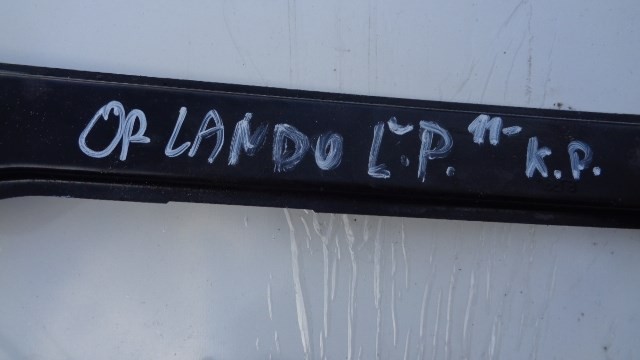 ORLANDO L.P. 11- K.P.